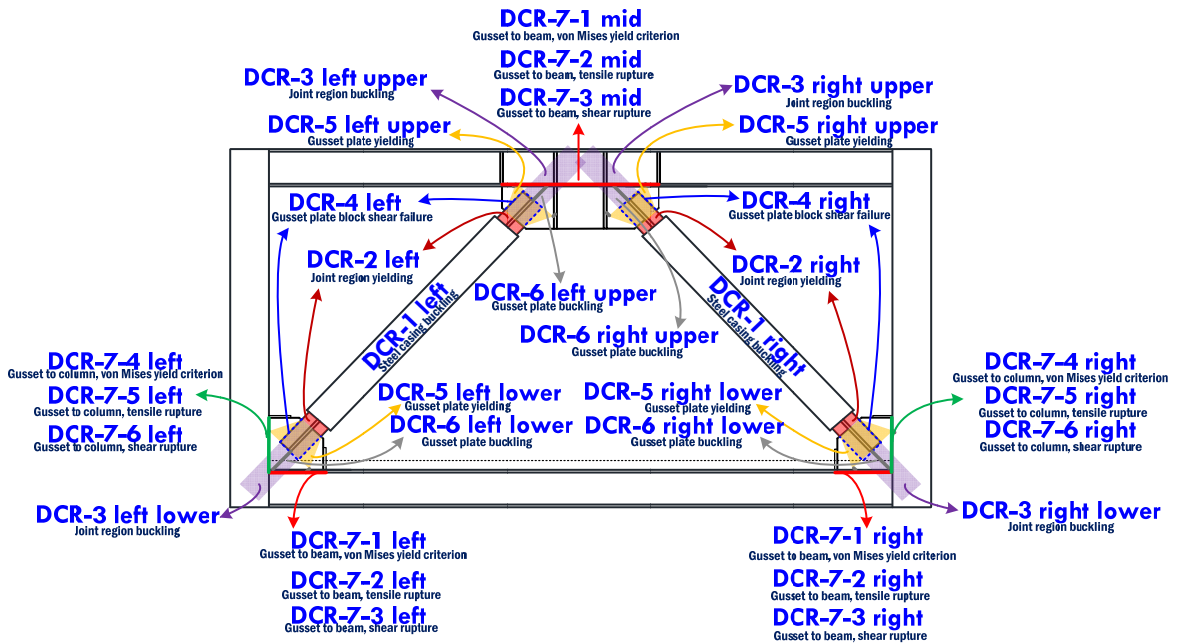 DCR-7-1 mid
Gusset to beam, von Mises yield criterion
DCR-7-2 mid
Gusset to beam, tensile rupture
DCR-7-3 mid
Gusset to beam, shear rupture
DCR-3 left upper
Joint region buckling
DCR-3 right upper
Joint region buckling
DCR-5 left upper
Gusset plate yielding
DCR-5 right upper
Gusset plate yielding
DCR-4 left
Gusset plate block shear failure
DCR-4 right
Gusset plate block shear failure
DCR-2 left
Joint region yielding
DCR-2 right
Joint region yielding
DCR-1 left
Steel casing buckling
DCR-1 right
Steel casing buckling
DCR-6 left upper
Gusset plate buckling
DCR-6 right upper
Gusset plate buckling
DCR-7-4 left
Gusset to column, von Mises yield criterion
DCR-7-5 left
Gusset to column, tensile rupture
DCR-7-6 left
Gusset to column, shear rupture
DCR-5 left lower
Gusset plate yielding
DCR-6 left lower
Gusset plate buckling
DCR-5 right lower
Gusset plate yielding
DCR-6 right lower
Gusset plate buckling
DCR-7-4 right
Gusset to column, von Mises yield criterion
DCR-7-5 right
Gusset to column, tensile rupture
DCR-7-6 right
Gusset to column, shear rupture
DCR-3 left lower
Joint region buckling
DCR-3 right lower
Joint region buckling
DCR-7-1 left
Gusset to beam, von Mises yield criterion
DCR-7-2 left
Gusset to beam, tensile rupture
DCR-7-3 left
Gusset to beam, shear rupture
DCR-7-1 right
Gusset to beam, von Mises yield criterion
DCR-7-2 right
Gusset to beam, tensile rupture
DCR-7-3 right
Gusset to beam, shear rupture